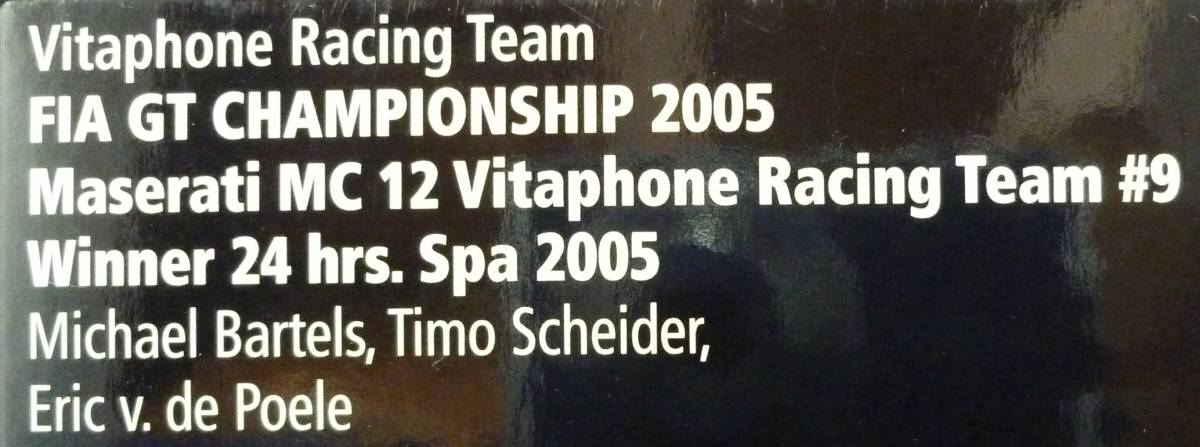 Vitaphone Racing Team
FIA GT CHAMPIONSHIP 2005
Maserati MC 12 Vitaphone Racing Team #9
Winner 24 hrs. Spa 2005
Michael Bartels, Timo Scheider,
Eric v. de Poele